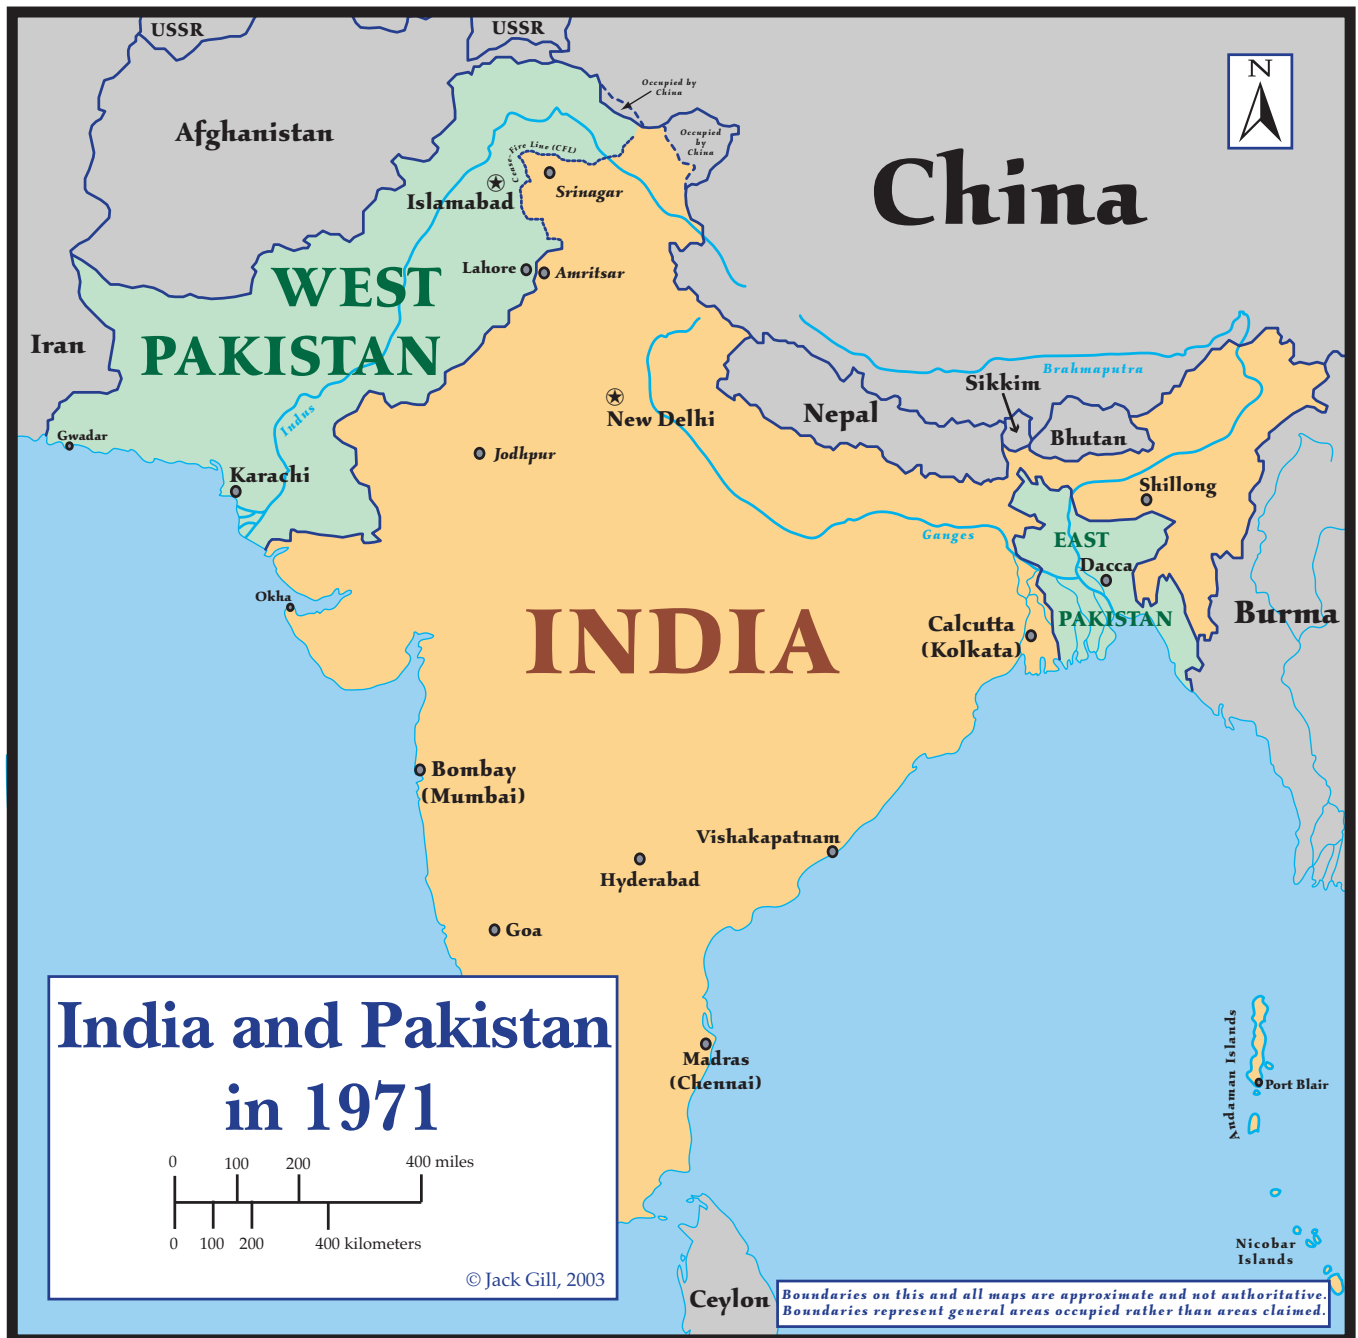 USSR
USSR
N
Occupied by
China
Afghanistan
Occupied
by
China
Cease-Fire Line (CFL)
China
Islamabad
Srinagar
Lahore
Amritsar
WEST
PAKISTAN
Iran
Brahmaputra
Sikkim
Nepal
New Delhi
Indus
Bhutan
Gwadar
Jodhpur
Karachi
Shillong
Ganges
EAST
Dacca
Okha
PAKISTAN
Burma
INDIA
Calcutta
(Kolkata)
Bombay
(Mumbai)
Vishakapatnam
Hyderabad
Goa
India and Pakistan
in 1971
Madras
(Chennai)
Andaman Islands
Port Blair
0 100 200 400 miles
0 100 200 400 kilometers
© Jack Gill, 2003
Nicobar
Islands
Ceylon
Boundaries on this and all maps are approximate and not authoritative.
Boundaries represent general areas occupied rather than areas claimed.